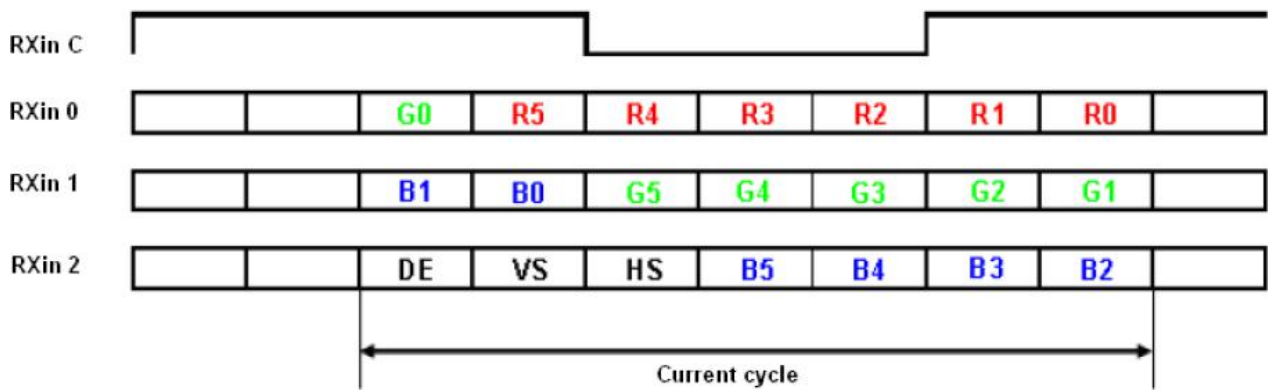 RXin C
RXin 0 G0 R5 R4 R3 R2 R1 R0
RXin 1 B1 B0 G5 G4 G3 G2 G1
RXin 2 DE VS HS B5 B4 B3 B2
Current cycle